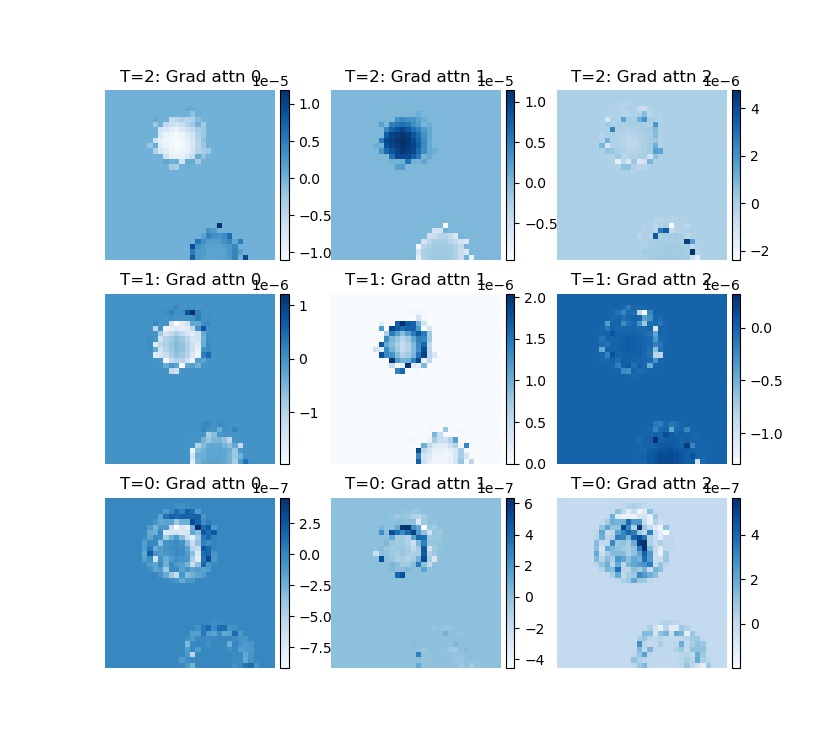 T=2: Grad attn 0
1e−5
T=2: Grad attn 1
1e−5
T=2: Grad attn 2
1e−6
1.0
0.5
0.0
−0.5
−1.0
1.0
0.5
0.0
−0.5
4
2
0
−2
T=1: Grad attn 0
1e−6
T=1: Grad attn 1
1e−6
T=1: Grad attn 2
1e−6
1
0
−1
2.0
1.5
1.0
0.5
0.0
0.0
−0.5
−1.0
T=0: Grad attn 0
1e−7
T=0: Grad attn 1
1e−7
T=0: Grad attn 2
1e−7
2.5
0.0
−2.5
−5.0
−7.5
6
4
2
0
−2
−4
4
2
0